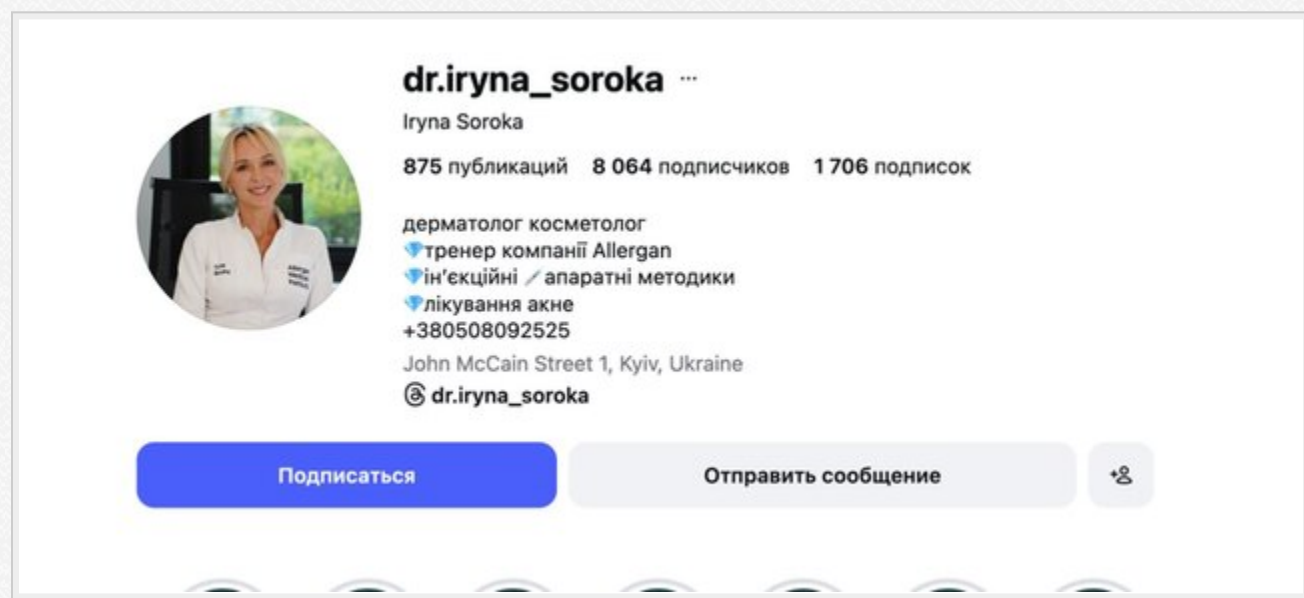 dr.iryna_soroka ...
Iryna Soroka
875 публикаций 8 064 подписчиков 1 706 подписок
дерматолог косметолог
💎тренер компанії Allergan
💎ін'єкційні 💉апаратні методики
💎лікування акне
+380508092525
John McCain Street 1, Kyiv, Ukraine
dr.iryna_soroka
Подписаться
Отправить сообщение